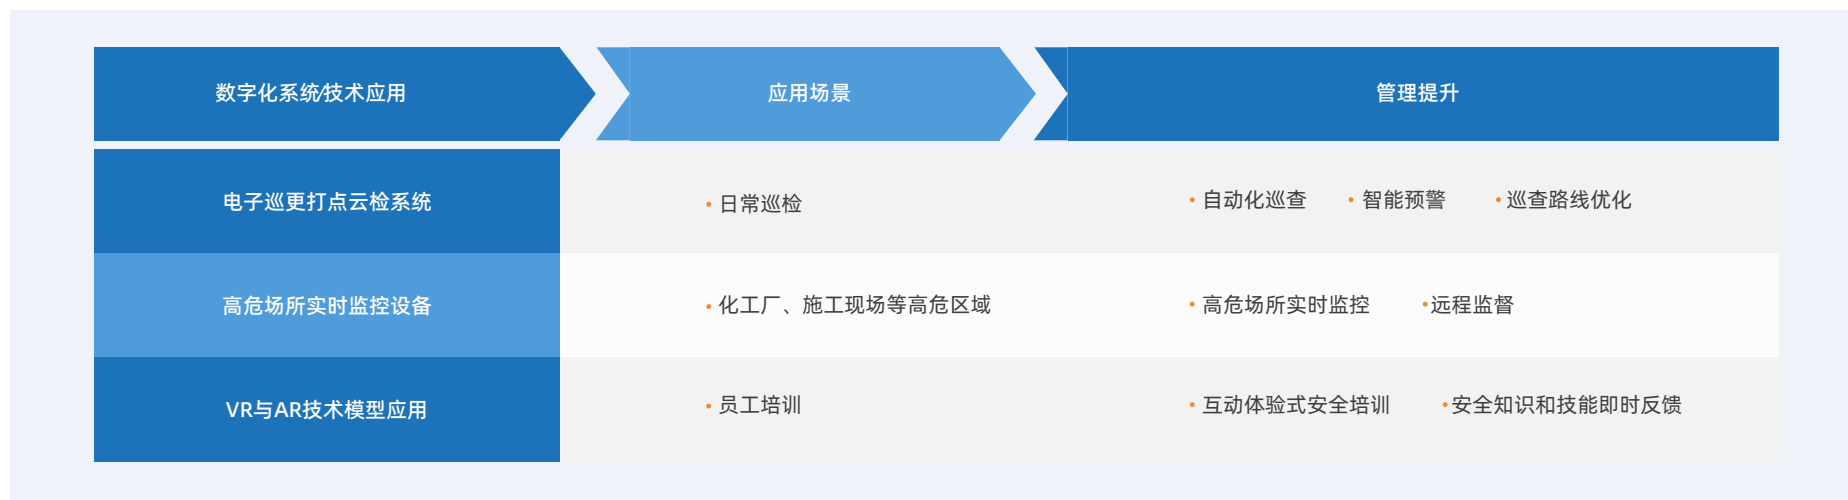 数字化系统/技术应用
应用场景
管理提升
电子巡更打点云检系统
• 日常巡检
• 自动化巡查 • 智能预警 • 巡查路线优化
高危场所实时监控设备
• 化工厂、施工现场等高危区域
• 高危场所实时监控 • 远程监督
VR与AR技术模型应用
• 员工培训
• 互动体验式安全培训 • 安全知识和技能即时反馈